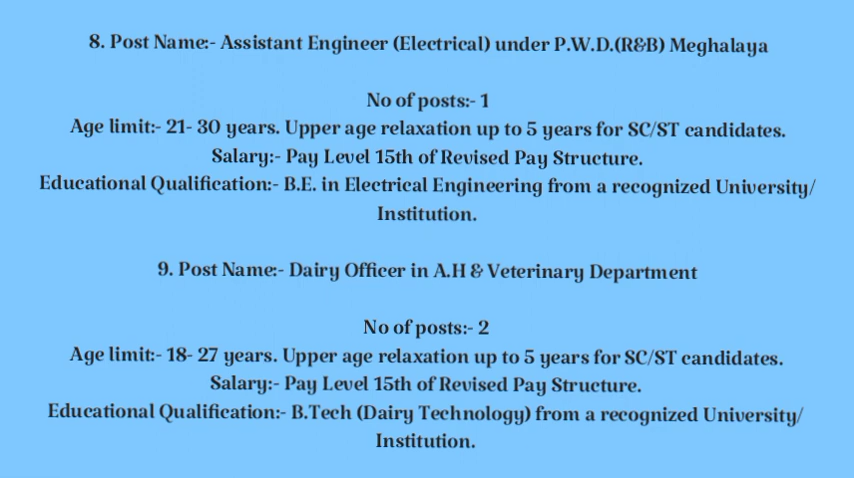 8. Post Name:- Assistant Engineer (Electrical) under P.W.D.(R&B) Meghalaya
No of posts:- 1
Age limit:- 21- 30 years. Upper age relaxation up to 5 years for SC/ST candidates.
Salary:- Pay Level 15th of Revised Pay Structure.
Educational Qualification:- B.E. in Electrical Engineering from a recognized University/
Institution.
9. Post Name:- Dairy Officer in A.H & Veterinary Department
No of posts:- 2
Age limit:- 18- 27 years. Upper age relaxation up to 5 years for SC/ST candidates.
Salary:- Pay Level 15th of Revised Pay Structure.
Educational Qualification:- B.Tech (Dairy Technology) from a recognized University/
Institution.